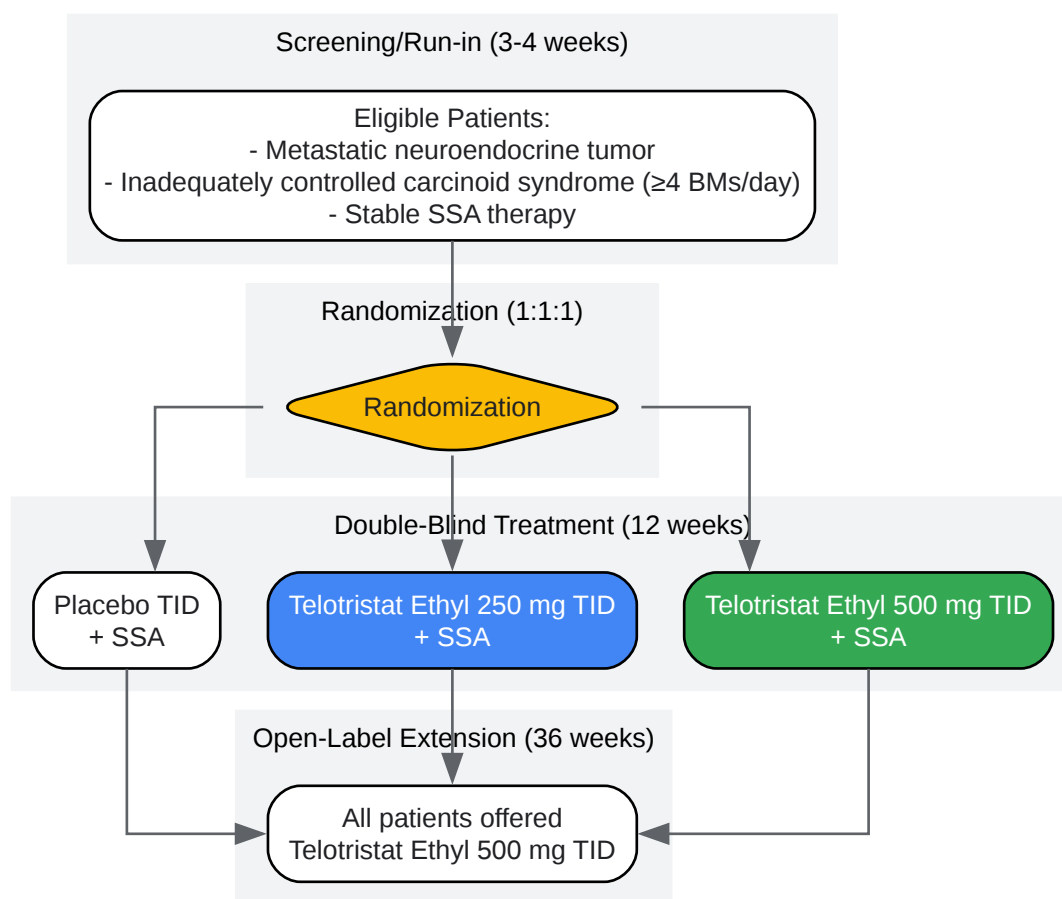 Screening/Run-in (3-4 weeks)
Eligible Patients:
- Metastatic neuroendocrine tumor
- Inadequately controlled carcinoid syndrome (≥4 BMs/day)
- Stable SSA therapy
Randomization (1:1:1)
Randomization
Double-Blind Treatment (12 weeks)
Placebo TID
+ SSA
Telotristat Ethyl 250 mg TID
+ SSA
Telotristat Ethyl 500 mg TID
+ SSA
Open-Label Extension (36 weeks)
All patients offered
Telotristat Ethyl 500 mg TID